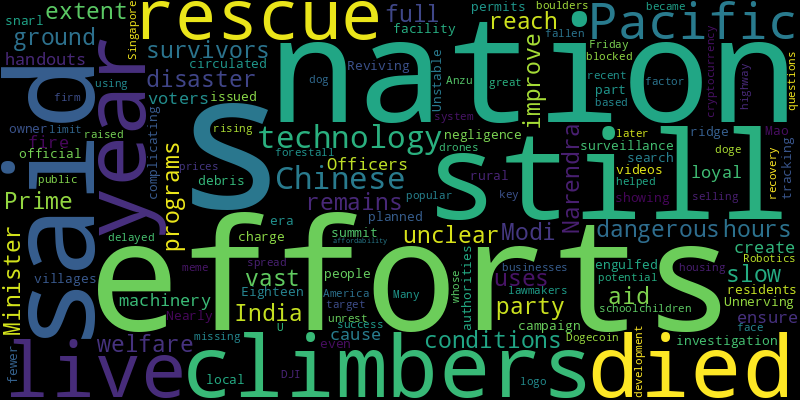 snarl
extent
rescue
Singapore
full
permits
boulders
became
Pacific
ground
survivors
facility
reach
Friday
fallen
blocked
handouts
circulated
Reviving
nation
disaster
dog
Unstable
Anzu
great
improve
recent
factor
part
based
cryptocurrency
highway
questions
using
firm
voters
issued
system
said
year
complicating
S
rising
technology
negligence
still
later
ridge
Mao
owner
limit
raised
fire
official
drones
surveillance
doge
forestall
Officers
search
videos
loyal
tracking
recovery
public
programs
prices
debris
Chinese
rural
helped
Narendra
popular
key
showing
selling
Prime
remains
era
planned
Minister
delayed
charge
summit
affordability
unclear
Modi
dangerous
hours
create
efforts
villages
meme
spread
vast
people
uses
businesses
engulfed
housing
Robotics
potential
slow
machinery
Eighteen
America
target
Many
whose
authorities
lawmakers
aid
residents
Unnerving
Nearly
India
unrest
party
schoolchildren
ensure
U
success
campaign
Dogecoin
face
welfare
missing
even
cause
conditions
investigation
fewer
live
local
climbers
DJI
logo
died
development